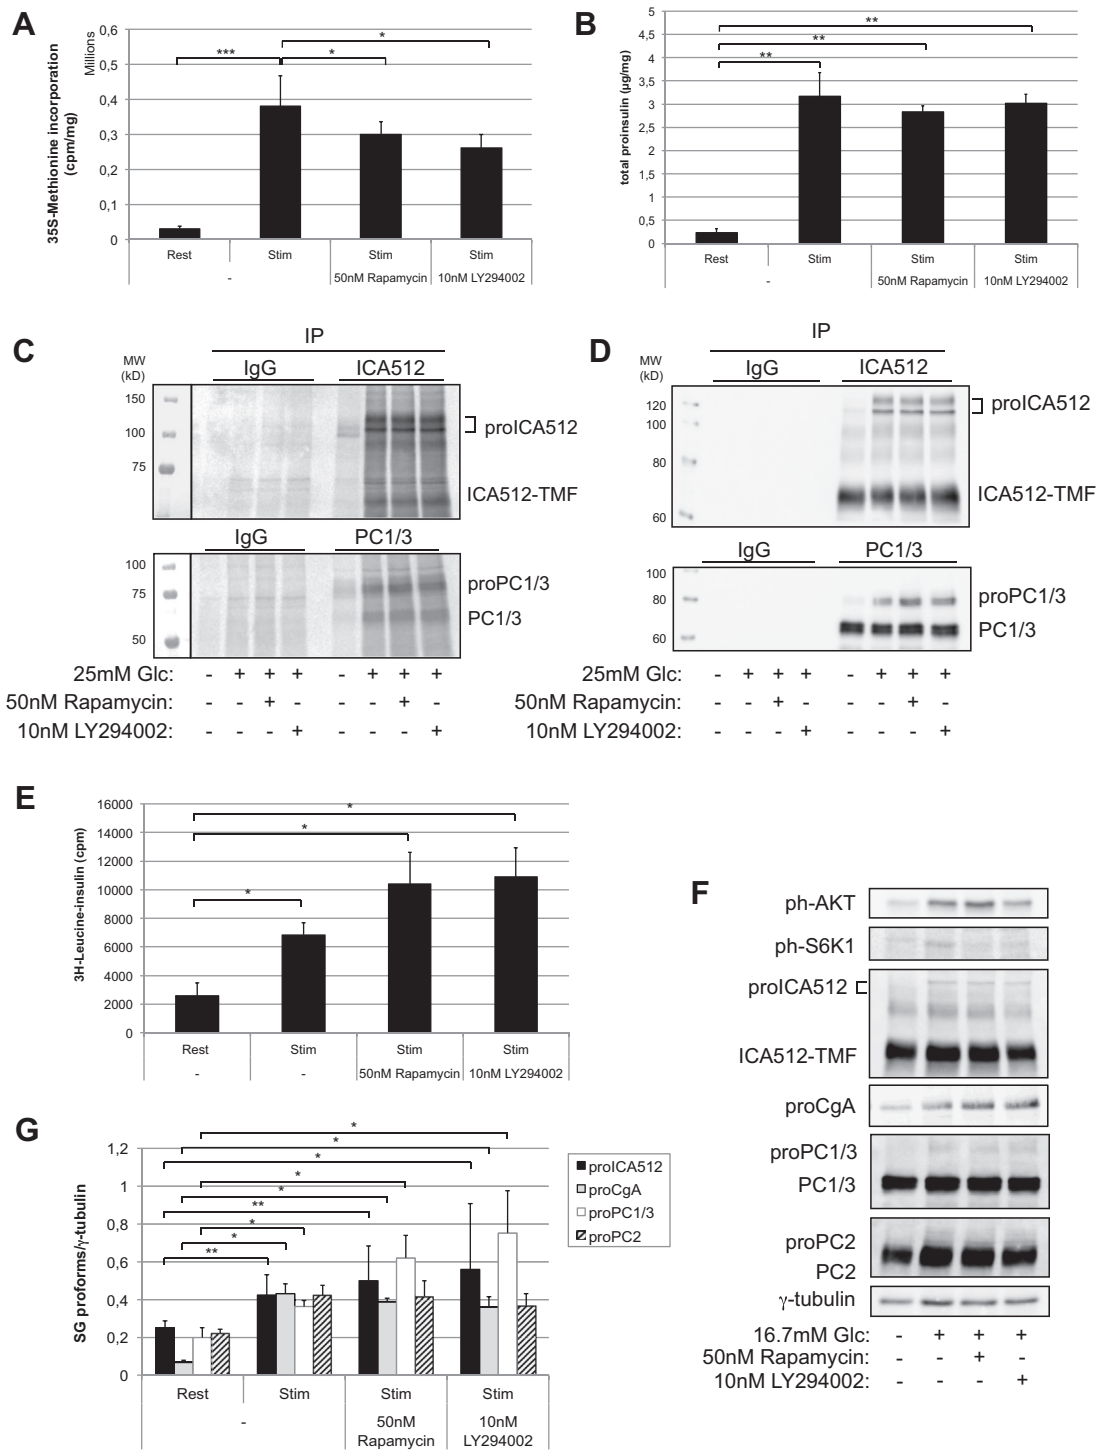 A
35S-Methionine incorporation
(cpm/mg)
Millions
0,6
0,5
0,4
0,3
0,2
0,1
0
***
*
*
Rest Stim Stim Stim
- 50nM Rapamycin 10nM LY294002
B
total proinsulin (µg/mg)
5
4,5
4
3,5
3
2,5
2
1,5
1
0,5
0
**
**
**
Rest Stim Stim Stim
- 50nM Rapamycin 10nM LY294002
C
IP
MW
(kD)
IgG ICA512
150
100
75
proICA512
ICA512-TMF
IgG PC1/3
100
75
50
proPC1/3
PC1/3
25mM Glc: - + + + - + + +
50nM Rapamycin: - - + - - - + -
10nM LY294002: - - - + - - - +
D
IP
MW
(kD)
IgG ICA512
120
100
80
60
proICA512
ICA512-TMF
IgG PC1/3
100
80
60
proPC1/3
PC1/3
25mM Glc: - + + + - + + +
50nM Rapamycin: - - + - - - + -
10nM LY294002: - - - + - - - +
E
3H-Leucine-insulin (cpm)
16000
14000
12000
10000
8000
6000
4000
2000
0
*
*
*
Rest Stim Stim Stim
- - 50nM Rapamycin 10nM LY294002
F
ph-AKT
ph-S6K1
proICA512
ICA512-TMF
proCgA
proPC1/3
PC1/3
proPC2
PC2
γ-tubulin
16.7mM Glc: - + + +
50nM Rapamycin: - - + -
10nM LY294002: - - - +
G
SG proforms/γ-tubulin
1,2
1
0,8
0,6
0,4
0,2
0
*
*
*
*
*
**
*
*
**
proICA512
proCgA
proPC1/3
proPC2
Rest Stim Stim Stim
- 50nM Rapamycin 10nM LY294002